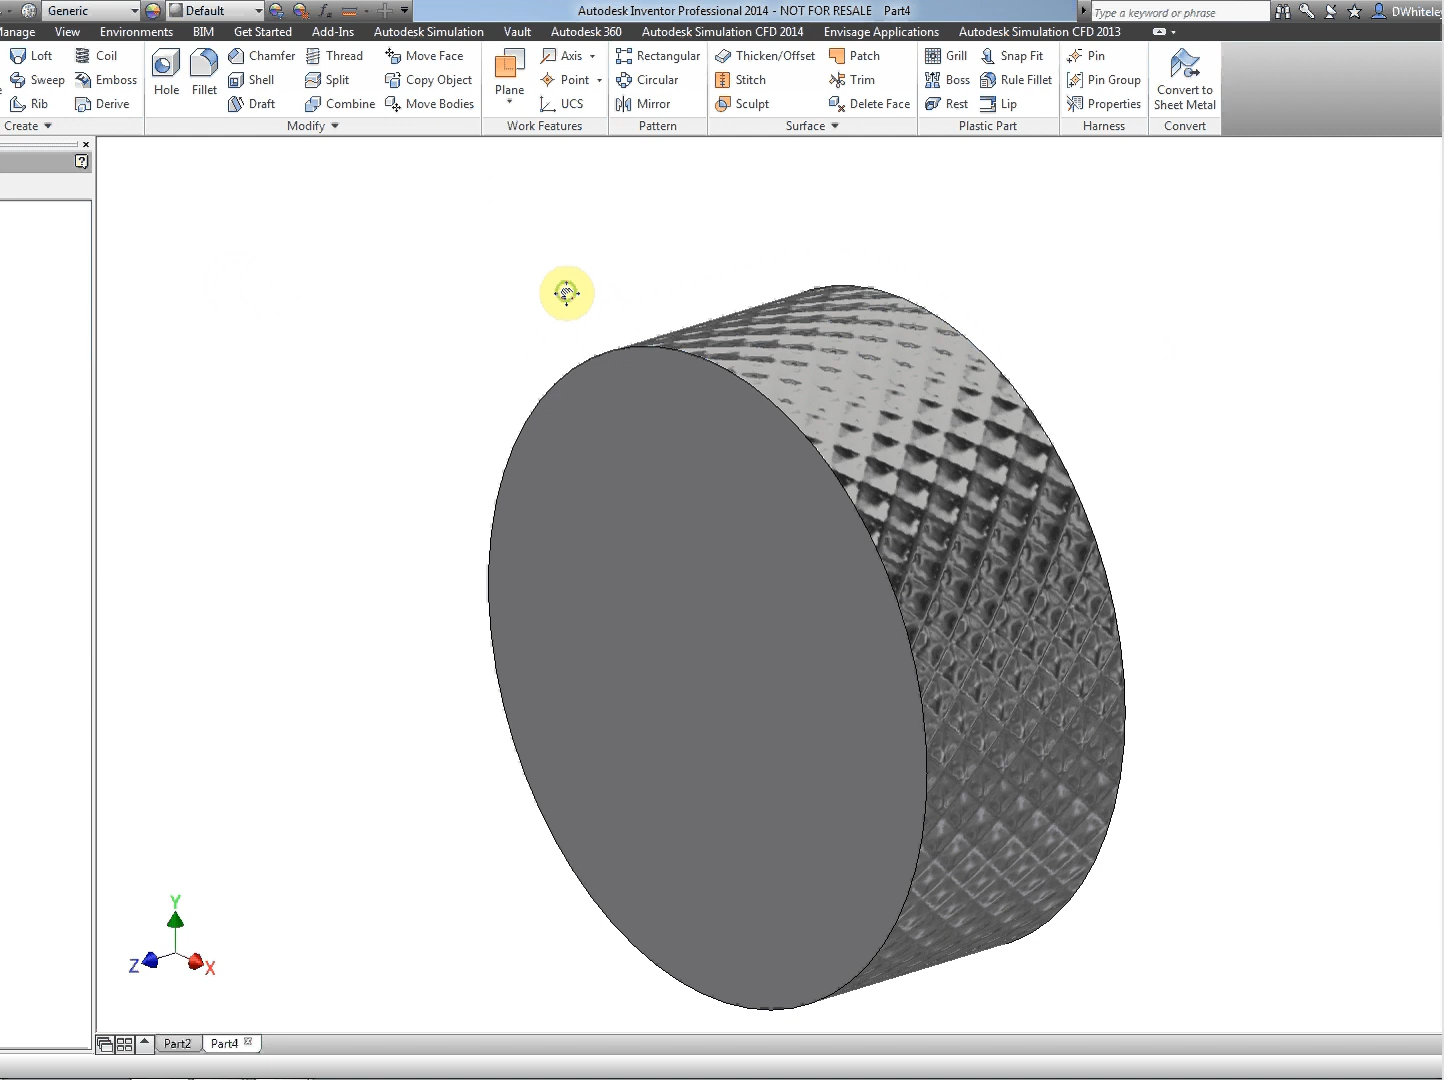 Generic Default Autodesk Inventor Professional 2014 - NOT FOR RESALE Part4 Type a keyword or phrase DWhiteley
Manage View Environments BIM Get Started Add-Ins Autodesk Simulation Vault Autodesk 360 Autodesk Simulation CFD 2014 Envisage Applications Autodesk Simulation CFD 2013
Loft Coil Chamfer Thread Move Face Axis Rectangular Thicken/Offset Patch Grill Snap Fit Pin
Sweep Emboss Shell Split Copy Object Point Circular Stitch Trim Boss Rule Fillet Pin Group
Hole Fillet Plane Convert to
Rib Derive Draft Combine Move Bodies UCS Mirror Sculpt Delete Face Rest Lip Properties Sheet Metal
Create Modify Work Features Pattern Surface Plastic Part Harness Convert
Y
Z X
Part2 Part4